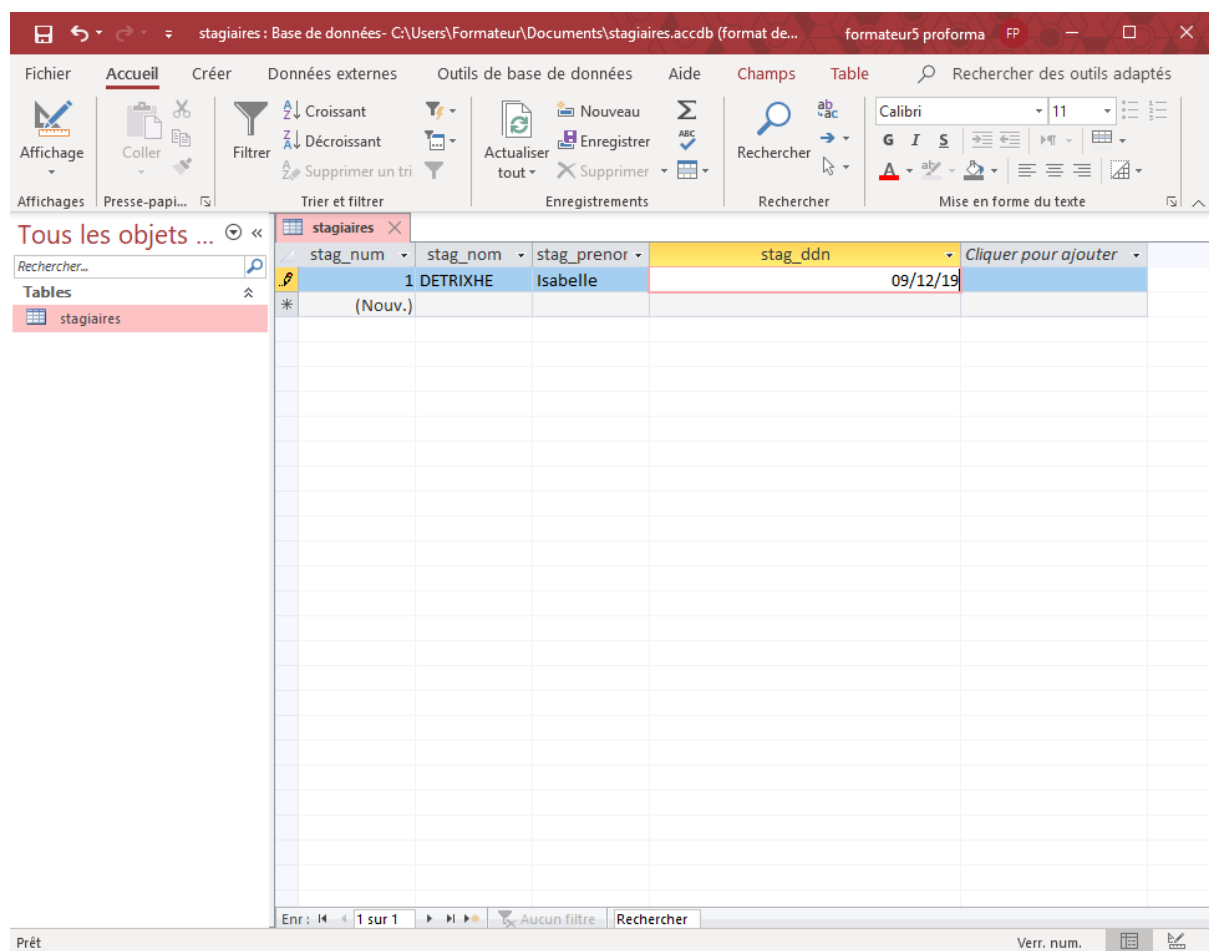 stagiaires : Base de données- C:\Users\Formateur\Documents\stagiaires.accdb (format de... formateur5 proforma FP
Fichier Accueil Créer Données externes Outils de base de données Aide Champs Table Rechercher des outils adaptés
Affichage
Coller
Filtrer
Croissant
Décroissant
Supprimer un tri
Actualiser
tout
Nouveau
Enregistrer
Supprimer
Rechercher
Calibri 11
G I S
Affichages Presse-papi... Trier et filtrer Enregistrements Rechercher Mise en forme du texte
Tous les objets ...
Rechercher...
Tables
stagiaires
stagiaires
stag_num stag_nom stag_prenor stag_ddn Cliquer pour ajouter
1 DETRIXHE Isabelle 09/12/19
(Nouv.)
Enr : 1 sur 1 Aucun filtre Rechercher
Prêt Verr. num.